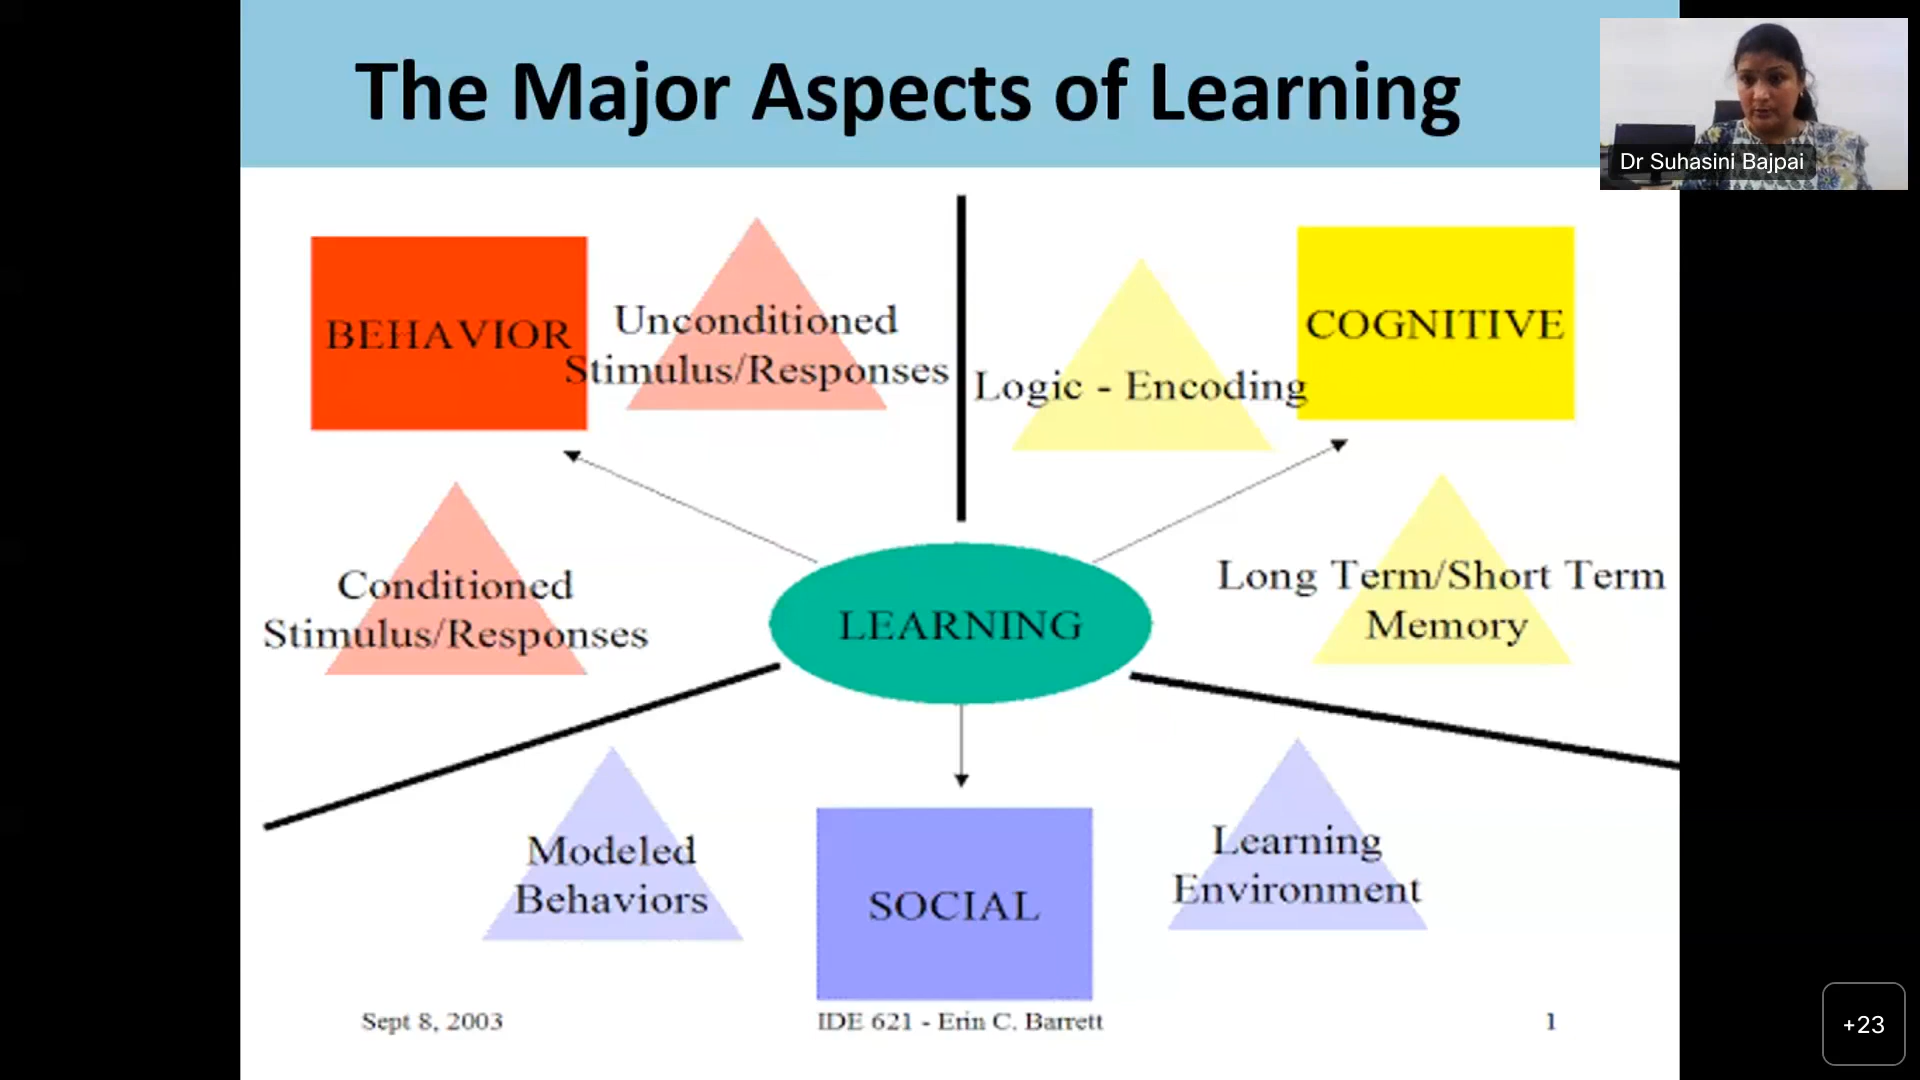 The Major Aspects of Learning
Dr Suhasini Bajpai
BEHAVIOR
Unconditioned
Stimulus/Responses
Logic - Encoding
COGNITIVE
Conditioned
Stimulus/Responses
LEARNING
Long Term/Short Term
Memory
Modeled
Behaviors
SOCIAL
Learning
Environment
Sept 8, 2003
IDE 621 - Erin C. Barrett
1
+23